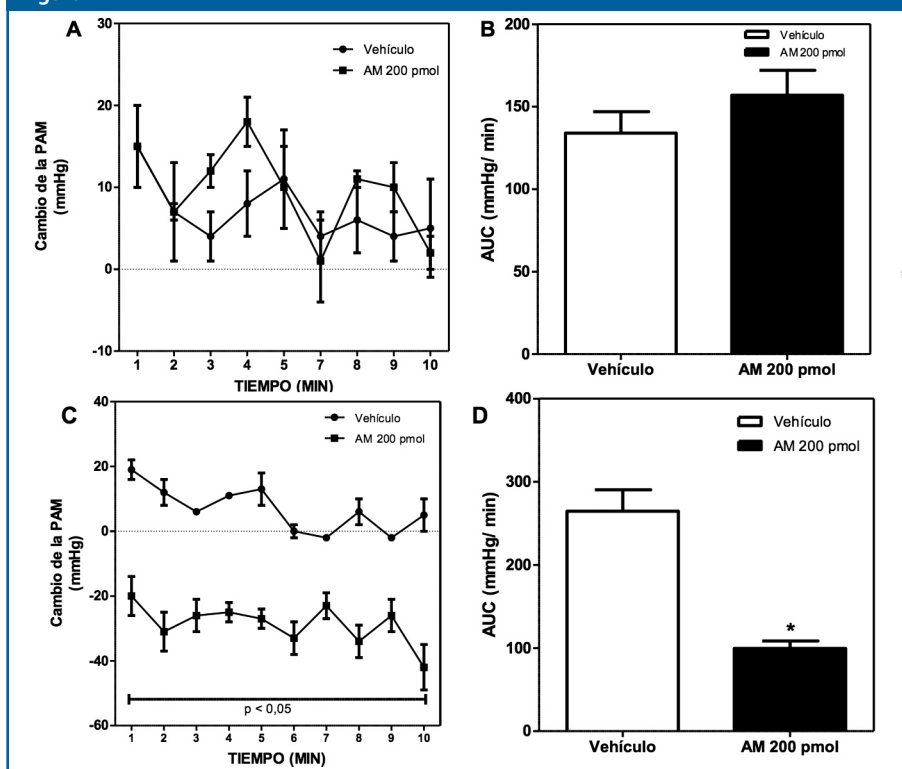 A
Vehículo
AM 200 pmol
Cambio de la PAM
(mmHg)
30
20
10
0
-10
1 2 3 4 5 7 8 9 10
TIEMPO (MIN)
B
Vehículo
AM 200 pmol
AUC (mmHg/ min)
200
150
100
50
0
Vehículo AM 200 pmol
C
Vehículo
AM 200 pmol
Cambio de la PAM
(mmHg)
40
20
0
-20
-40
-60
p < 0,05
1 2 3 4 5 6 7 8 9 10
TIEMPO (MIN)
D
Vehículo
AM 200 pmol
AUC (mmHg/ min)
400
300
200
100
0
*
Vehículo AM 200 pmol